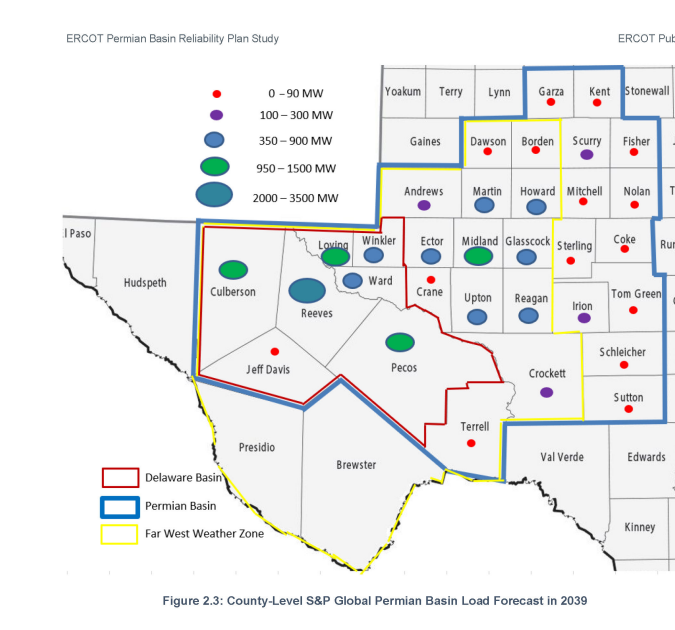 ERCOT Permian Basin Reliability Plan Study
ERCOT Pub
0 – 90 MW
100 – 300 MW
350 – 900 MW
950 – 1500 MW
2000 – 3500 MW
Yoakum Terry Lynn Garza Kent Stonewall
Gaines Dawson Borden Scurry Fisher
Andrews Martin Howard Mitchell Nolan
l Paso Hudspeth Culberson Loving Winkler Ector Midland Glasscock Sterling Coke Run
Reeves Ward Crane Upton Reagan Irion Tom Green
Jeff Davis Pecos Crockett Schleicher
Sutton
Terrell
Presidio Brewster Val Verde Edwards
Kinney
Delaware Basin
Permian Basin
Far West Weather Zone
Figure 2.3: County-Level S&P Global Permian Basin Load Forecast in 2039